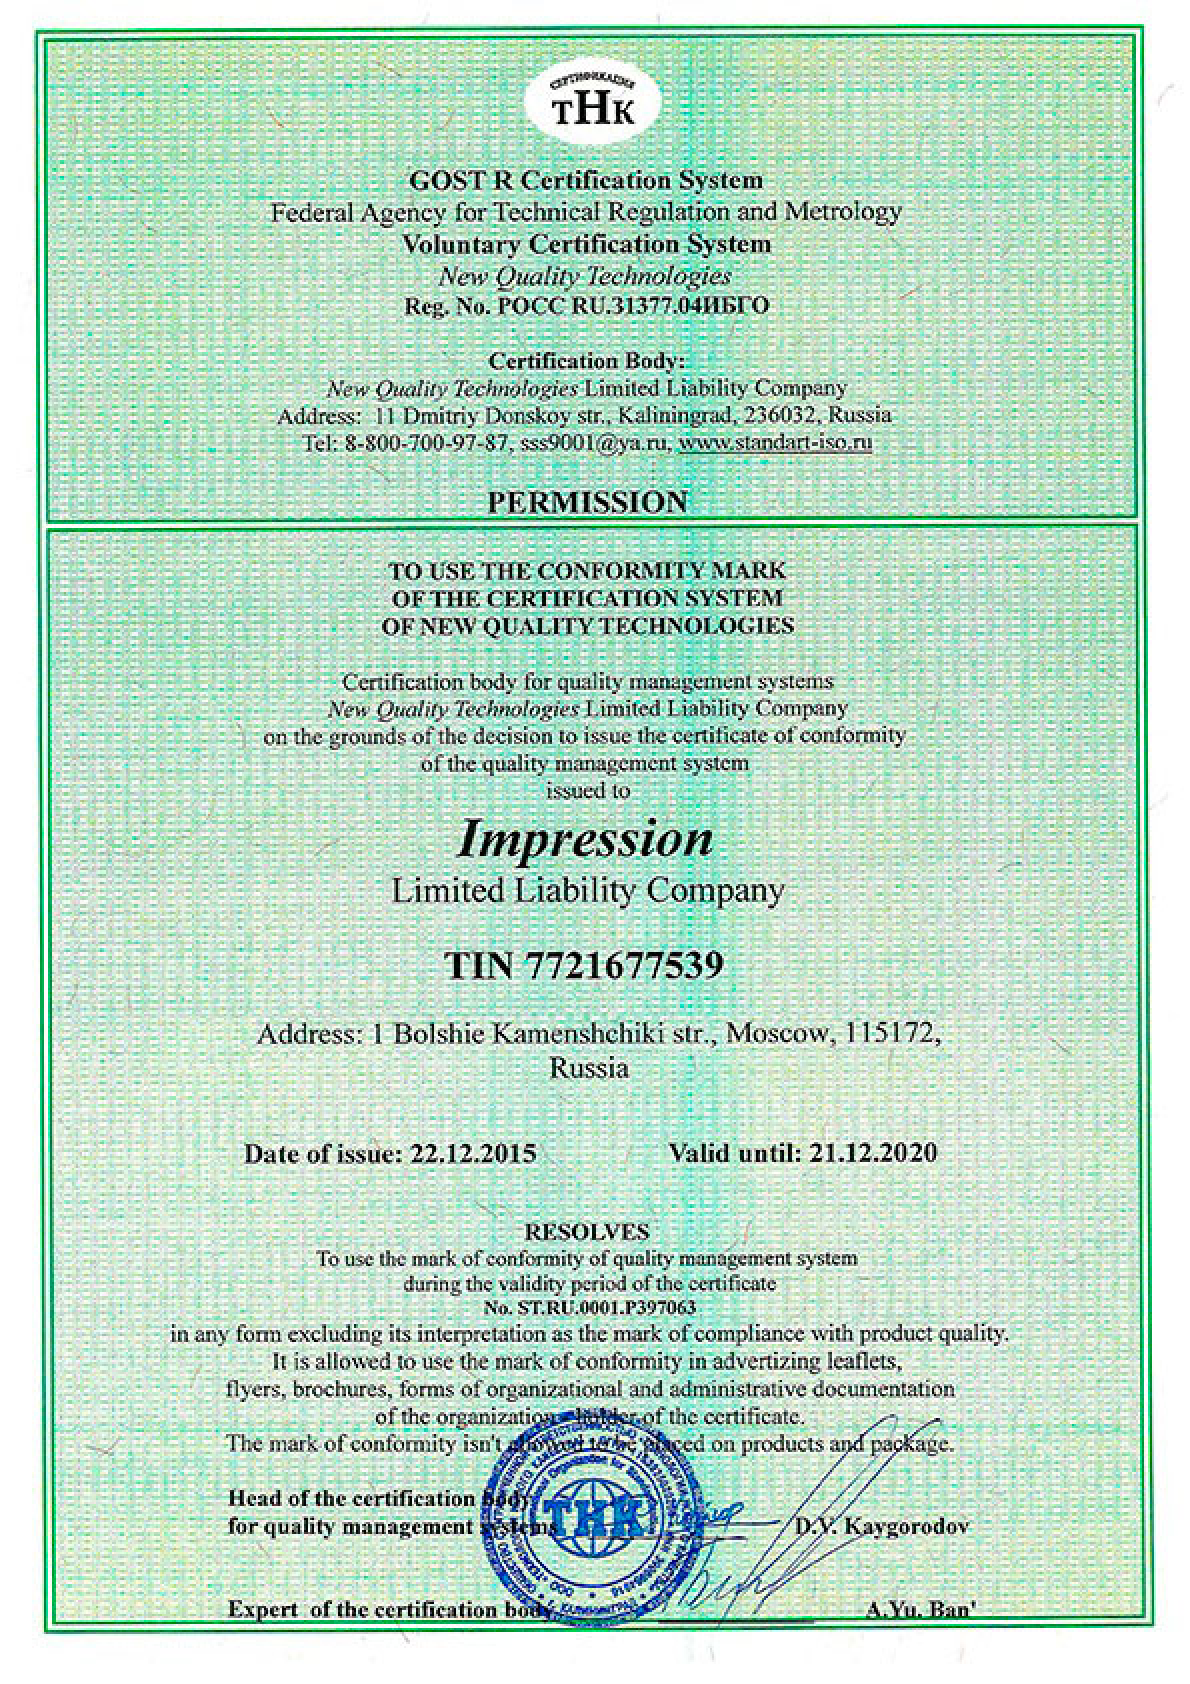 СЕРТИФИКАЦИЯ
ТНК
GOST R Certification System
Federal Agency for Technical Regulation and Metrology
Voluntary Certification System
New Quality Technologies
Reg. No. РОСС RU.31377.04ИБГО
Certification Body:
New Quality Technologies Limited Liability Company
Address: 11 Dmitriy Donskoy str., Kaliningrad, 236032, Russia
Tel: 8-800-700-97-87, sss9001@ya.ru, www.standart-iso.ru
PERMISSION
TO USE THE CONFORMITY MARK
OF THE CERTIFICATION SYSTEM
OF NEW QUALITY TECHNOLOGIES
Certification body for quality management systems
New Quality Technologies Limited Liability Company
on the grounds of the decision to issue the certificate of conformity
of the quality management system
issued to
Impression
Limited Liability Company
TIN 7721677539
Address: 1 Bolshie Kamenshchiki str., Moscow, 115172,
Russia
Date of issue: 22.12.2015 Valid until: 21.12.2020
RESOLVES
To use the mark of conformity of quality management system
during the validity period of the certificate
No. ST.RU.0001.P397063
in any form excluding its interpretation as the mark of compliance with product quality.
It is allowed to use the mark of conformity in advertizing leaflets,
flyers, brochures, forms of organizational and administrative documentation
of the organization - holder of the certificate.
The mark of conformity isn't allowed to be placed on products and package.
Head of the certification body
for quality management systems D.V. Kaygorodov
ТНК
Expert of the certification body A.Yu. Ban'